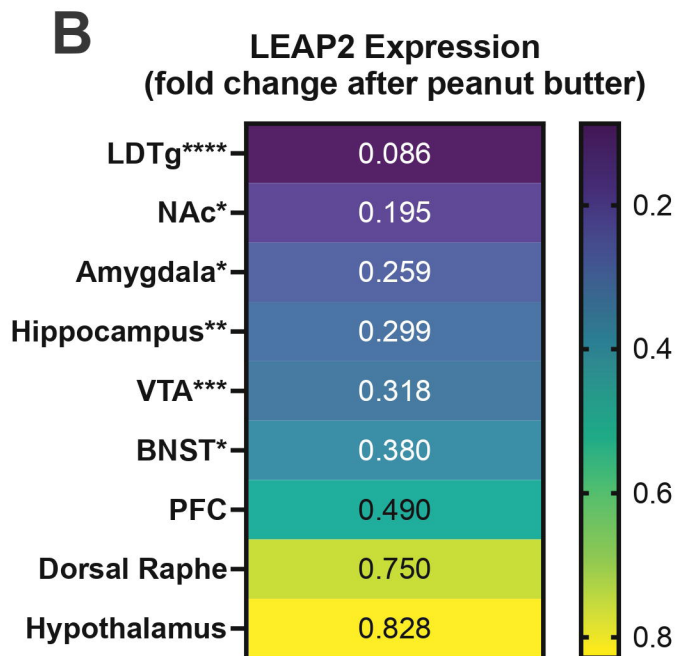 B
LEAP2 Expression
(fold change after peanut butter)
LDTg**** 0.086
NAc* 0.195
Amygdala* 0.259
Hippocampus** 0.299
VTA*** 0.318
BNST* 0.380
PFC 0.490
Dorsal Raphe 0.750
Hypothalamus 0.828
0.2
0.4
0.6
0.8